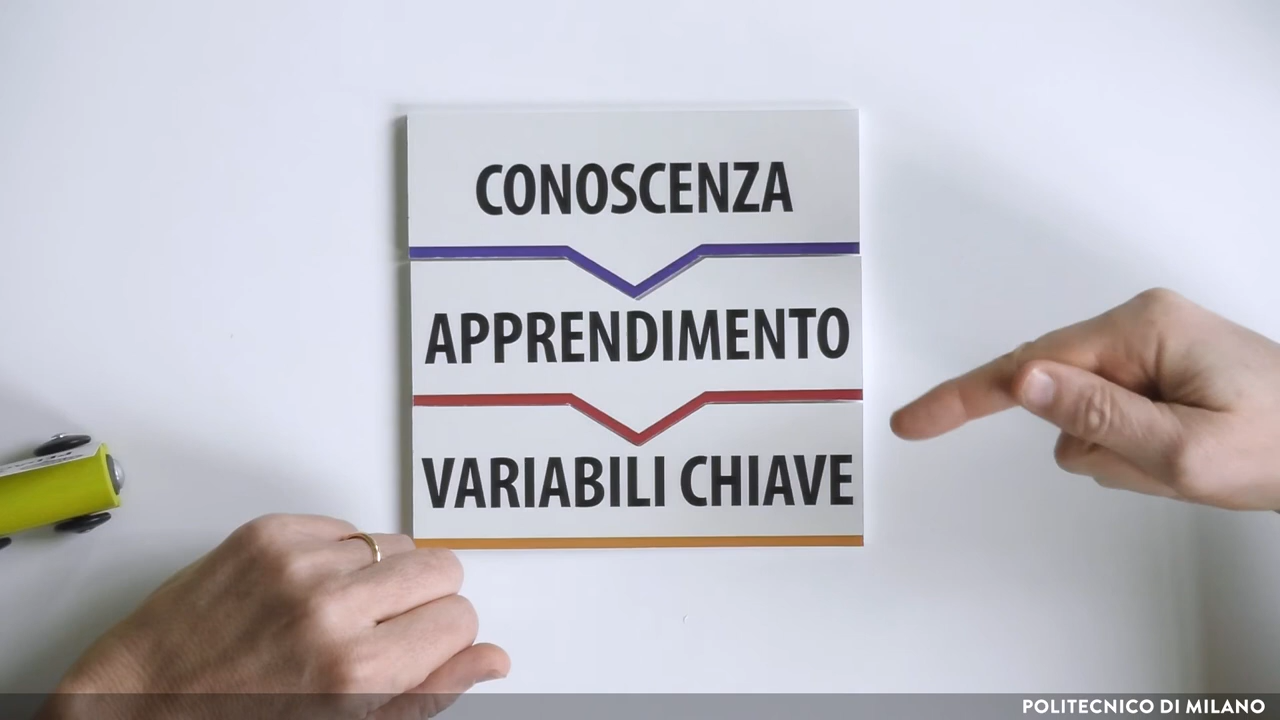 CONOSCENZA
APPRENDIMENTO
VARIABILI CHIAVE
POLITECNICO DI MILANO